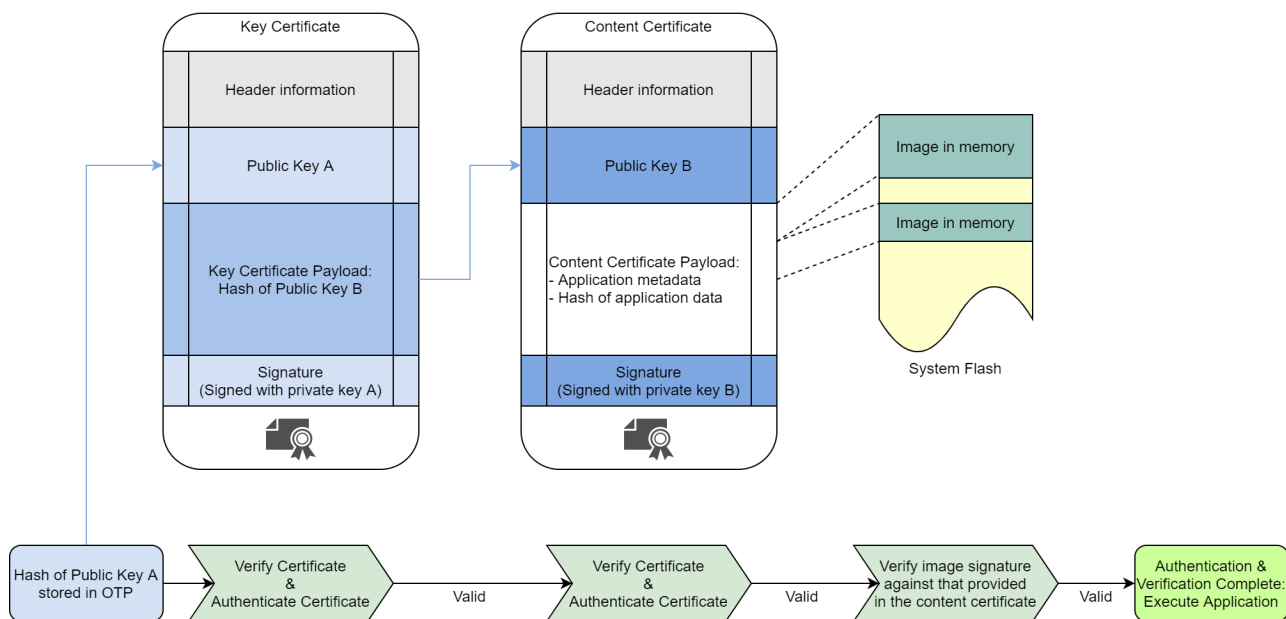 Key Certificate
Header information
Public Key A
Key Certificate Payload:
Hash of Public Key B
Signature
(Signed with private key A)
Content Certificate
Header information
Public Key B
Content Certificate Payload:
- Application metadata
- Hash of application data
Signature
(Signed with private key B)
Image in memory
Image in memory
System Flash
Hash of Public Key A
stored in OTP
Verify Certificate
&
Authenticate Certificate
Valid
Verify Certificate
&
Authenticate Certificate
Valid
Verify image signature
against that provided
in the content certificate
Valid
Authentication &
Verification Complete:
Execute Application